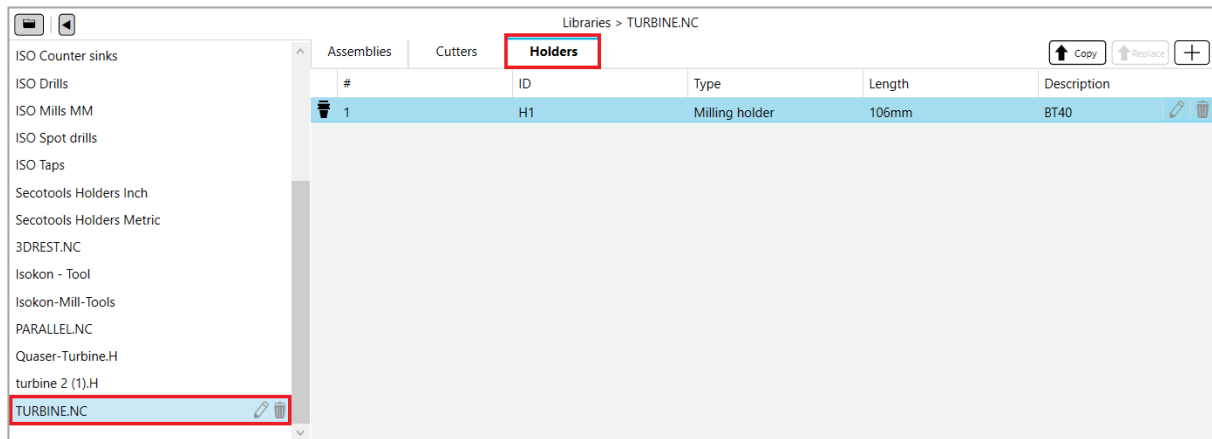 Libraries > TURBINE.NC
Assemblies Cutters Holders Copy Replace
# ID Type Length Description
1 H1 Milling holder 106mm BT40
ISO Counter sinks
ISO Drills
ISO Mills MM
ISO Spot drills
ISO Taps
Secotools Holders Inch
Secotools Holders Metric
3DREST.NC
Isokon - Tool
Isokon-Mill-Tools
PARALLEL.NC
Quaser-Turbine.H
turbine 2 (1).H
TURBINE.NC